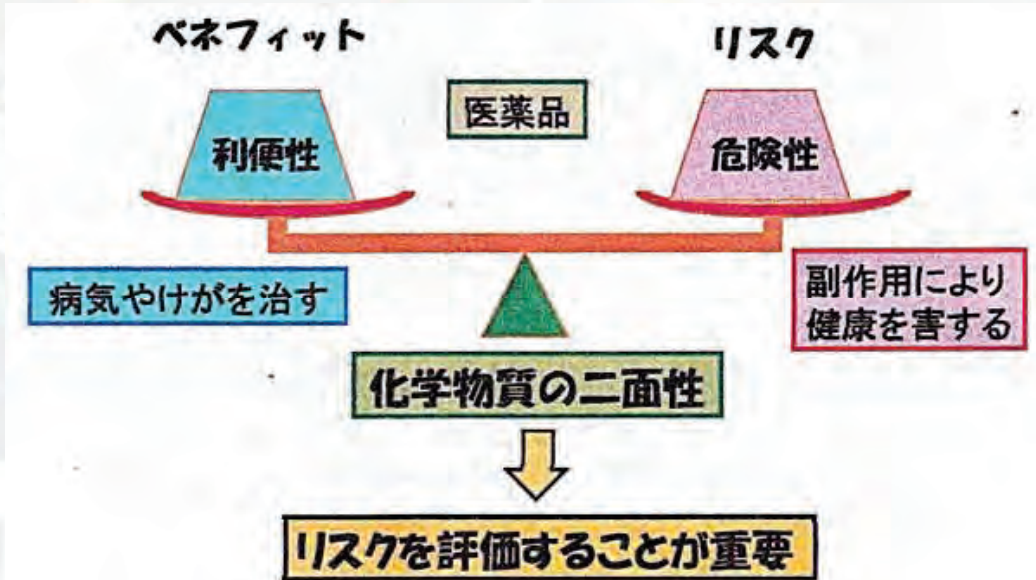 ベネフィット
リスク
医薬品
利便性
危険性
病気やけがを治す
副作用により
健康を害する
化学物質の二面性
リスクを評価することが重要